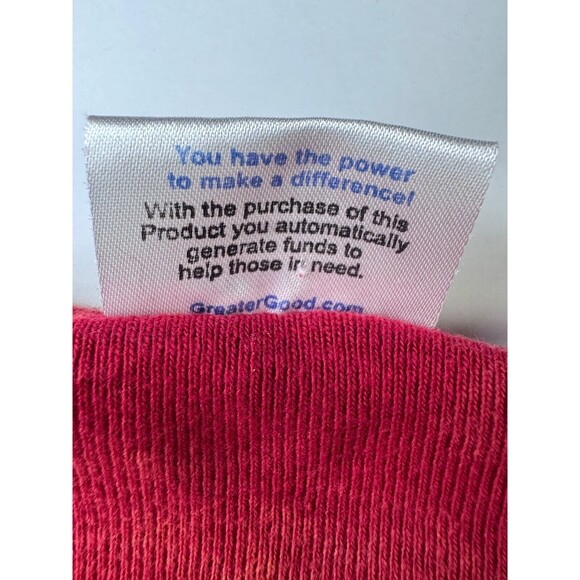 You have the power
to make a difference!
With the purchase of this
Product you automatically
generate funds to
help those in need.
GreaterGood.com